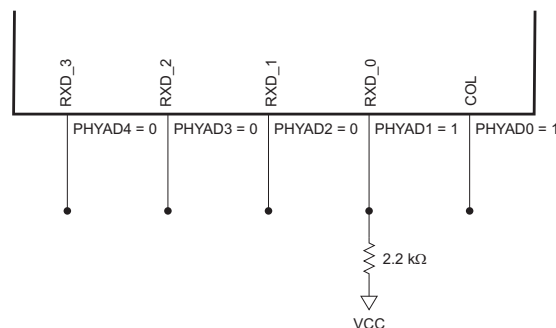 RXD_3
RXD_2
RXD_1
RXD_0
COL
PHYAD4 = 0
PHYAD3 = 0
PHYAD2 = 0
PHYAD1 = 1
PHYAD0 = 1
2.2 kΩ
VCC